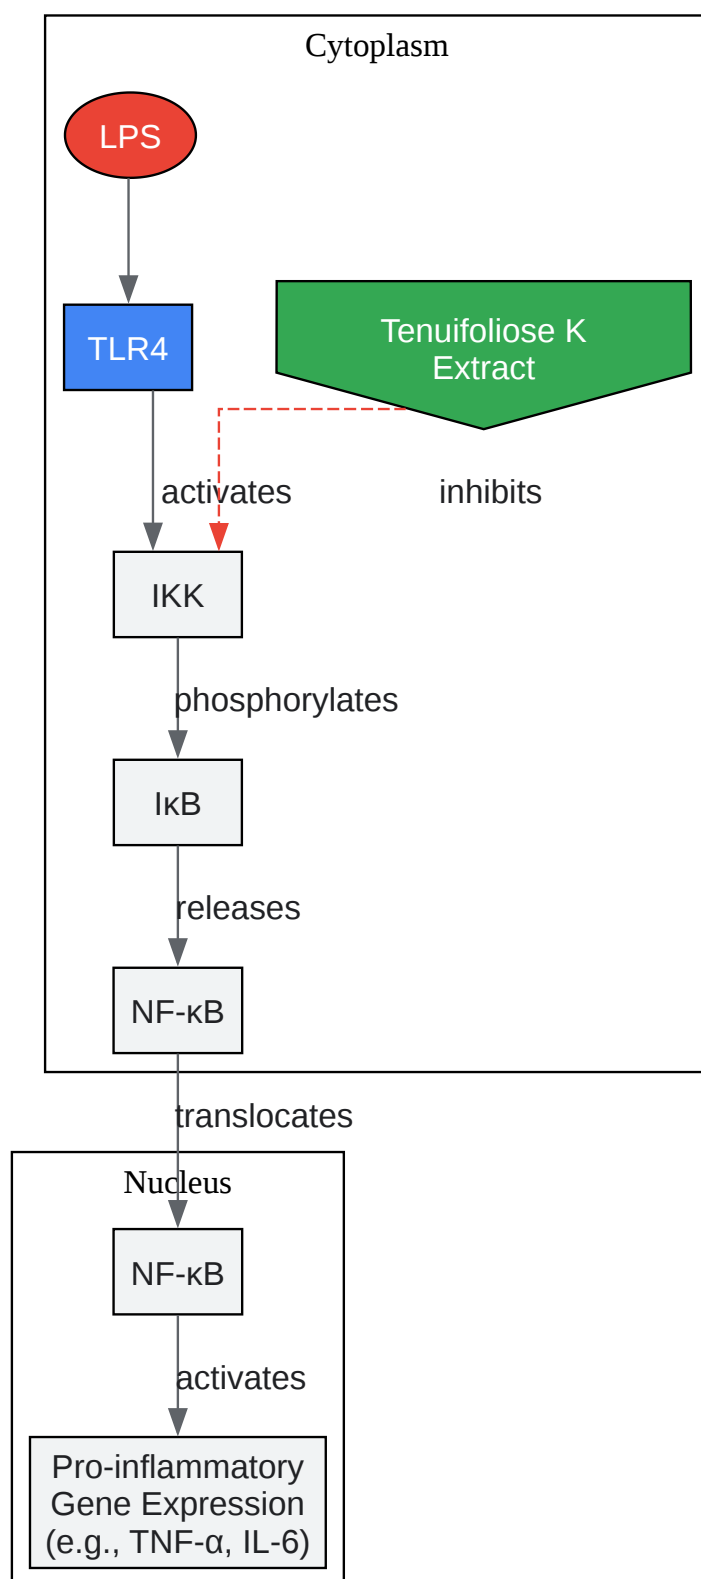 Cytoplasm
LPS
TLR4
Tenuifoliose K
Extract
activates
inhibits
IKK
phosphorylates
IκB
releases
NF-κB
translocates
Nucleus
NF-κB
activates
Pro-inflammatory
Gene Expression
(e.g., TNF-α, IL-6)